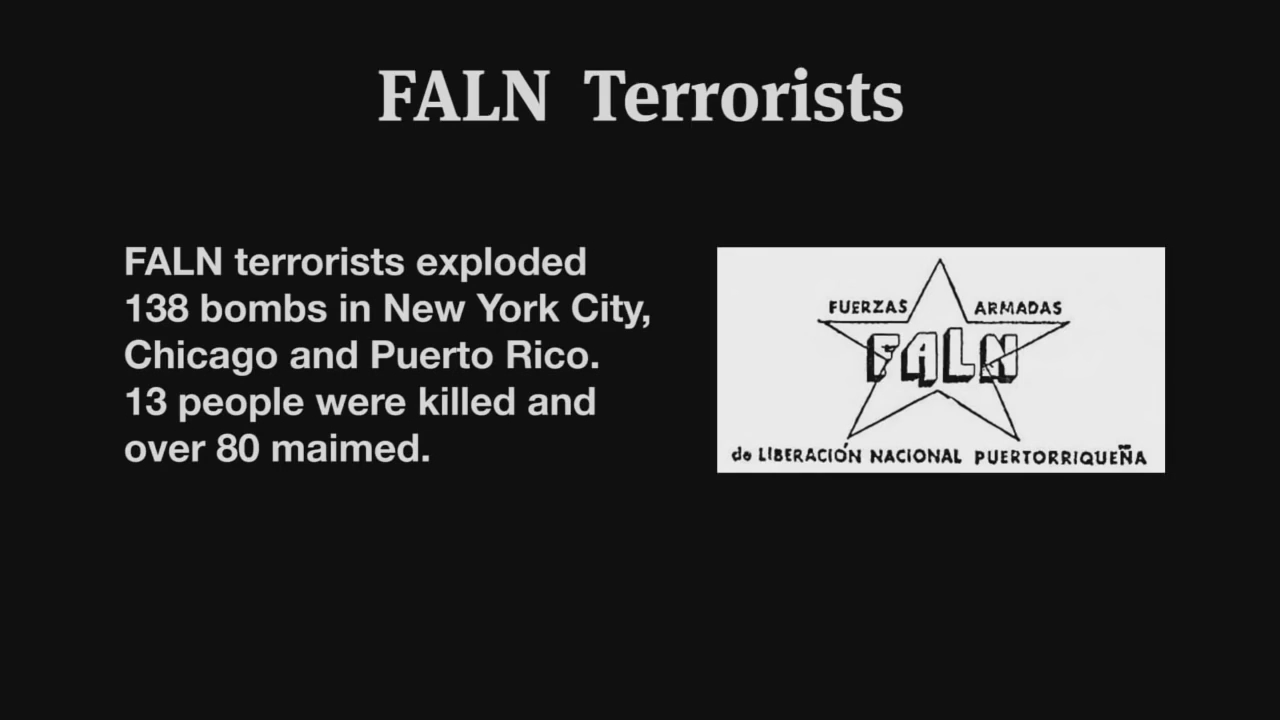 FALN Terrorists
FALN terrorists exploded
138 bombs in New York City,
Chicago and Puerto Rico.
13 people were killed and
over 80 maimed.
FUERZAS ARMADAS
FALN
de LIBERACIÓN NACIONAL PUERTORRIQUEÑA